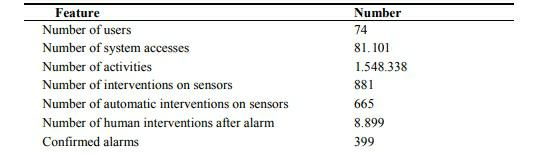 Feature Number
Number of users 74
Number of system accesses 81.101
Number of activities 1.548.338
Number of interventions on sensors 881
Number of automatic interventions on sensors 665
Number of human interventions after alarm 8.899
Confirmed alarms 399